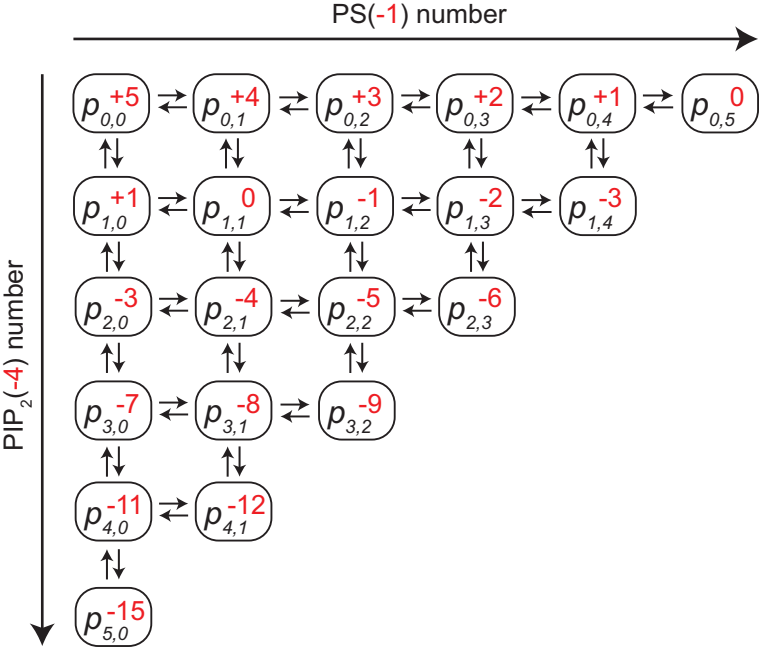 PS(-1) number
PIP2(-4) number
p0,0 +5 p0,1 +4 p0,2 +3 p0,3 +2 p0,4 +1 p0,5 0
p1,0 +1 p1,1 0 p1,2 -1 p1,3 -2 p1,4 -3
p2,0 -3 p2,1 -4 p2,2 -5 p2,3 -6
p3,0 -7 p3,1 -8 p3,2 -9
p4,0 -11 p4,1 -12
p5,0 -15